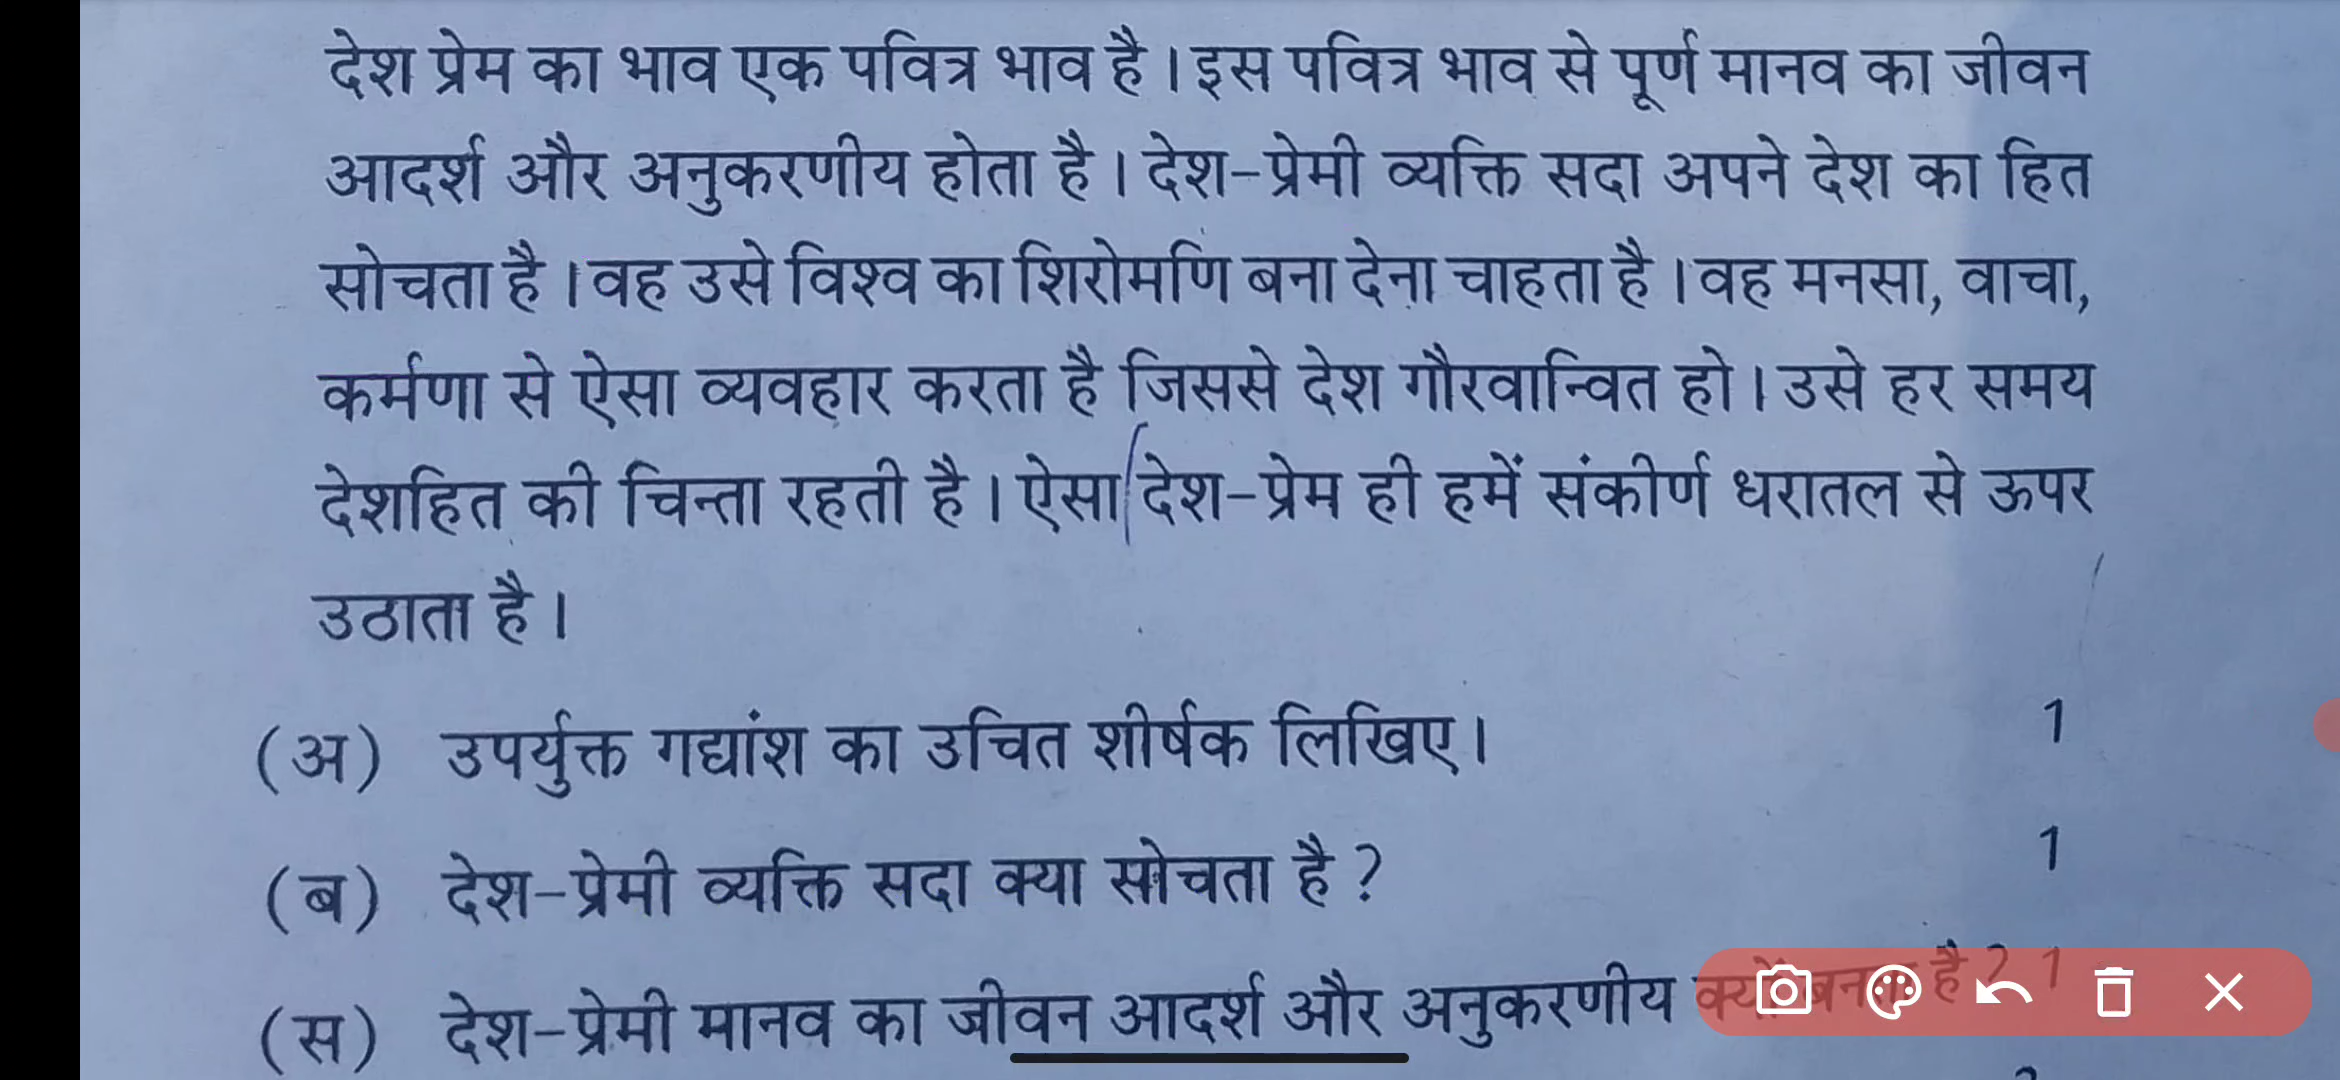 देश प्रेम का भाव एक पवित्र भाव है। इस पवित्र भाव से पूर्ण मानव का जीवन
आदर्श और अनुकरणीय होता है। देश-प्रेमी व्यक्ति सदा अपने देश का हित
सोचता है। वह उसे विश्व का शिरोमणि बना देना चाहता है। वह मनसा, वाचा,
कर्मणा से ऐसा व्यवहार करता है जिससे देश गौरवान्वित हो। उसे हर समय
देशहित की चिन्ता रहती है। ऐसा देश-प्रेम ही हमें संकीर्ण धरातल से ऊपर
उठाता है।
(अ) उपर्युक्त गद्यांश का उचित शीर्षक लिखिए। 1
(ब) देश-प्रेमी व्यक्ति सदा क्या सोचता है? 1
(स) देश-प्रेमी मानव का जीवन आदर्श और अनुकरणीय क्यों है? 1